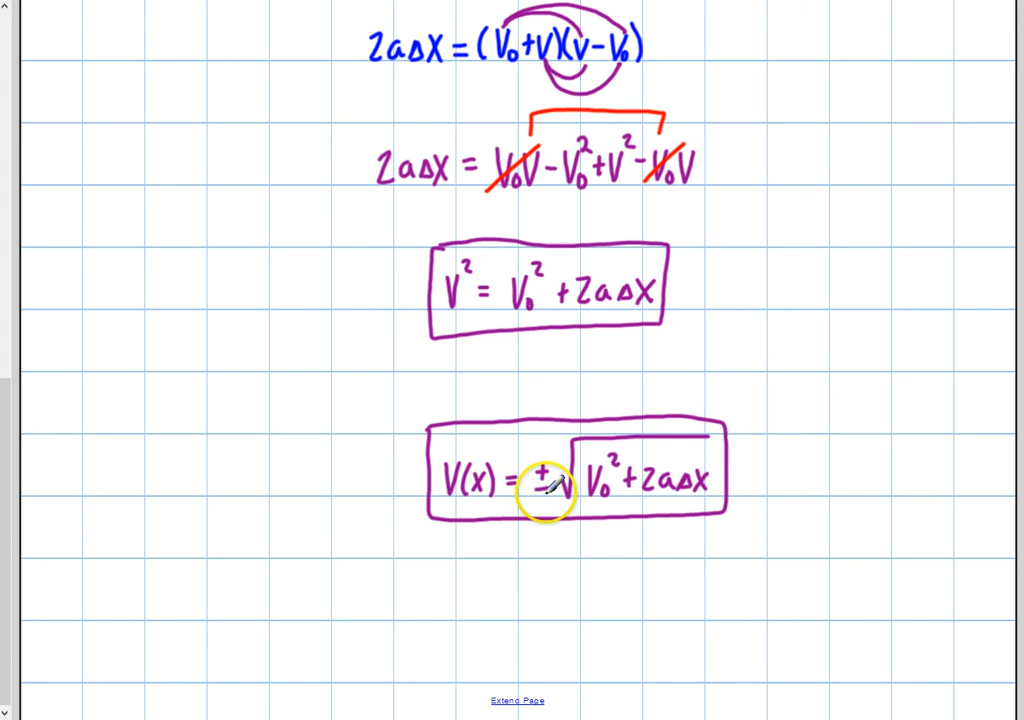 2aΔX = (V₀+V)(V-V₀)
2aΔX = V₀V - V₀² + V² - V₀V
V² = V₀² + 2aΔX
V(x) = ±√V₀² + 2aΔX
Extend Page